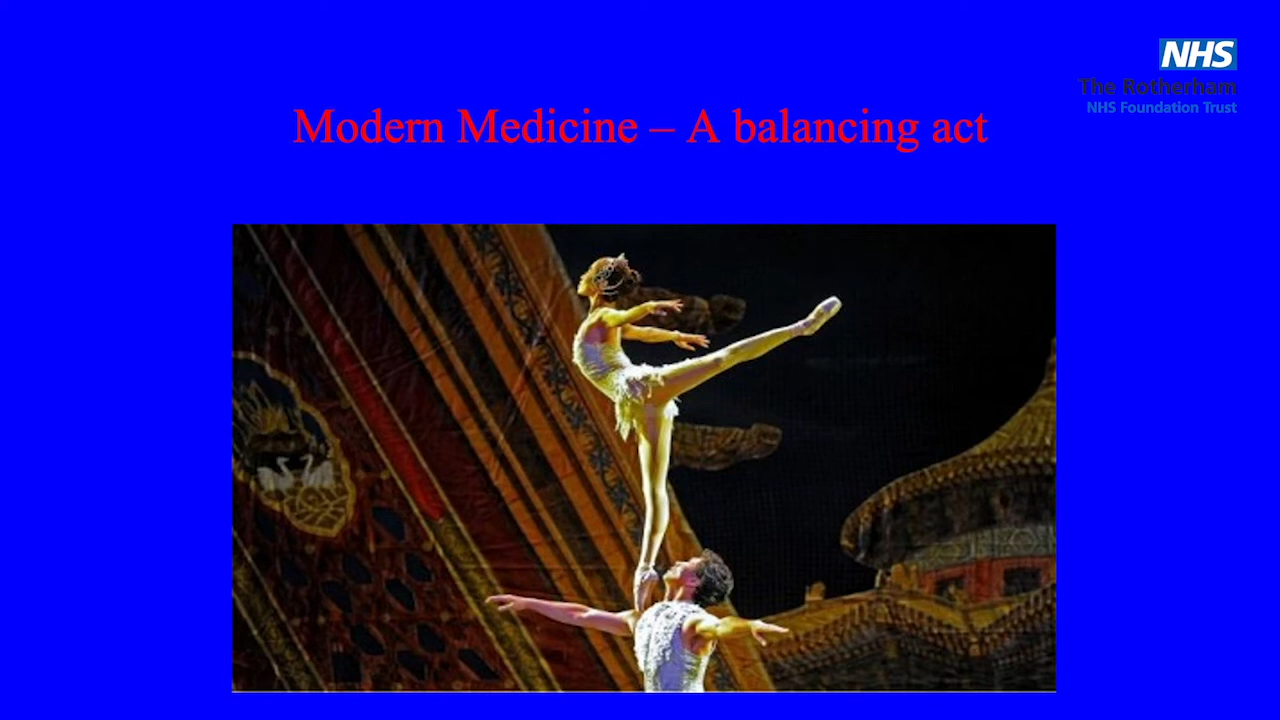 NHS
The Rotherham
NHS Foundation Trust
Modern Medicine – A balancing act